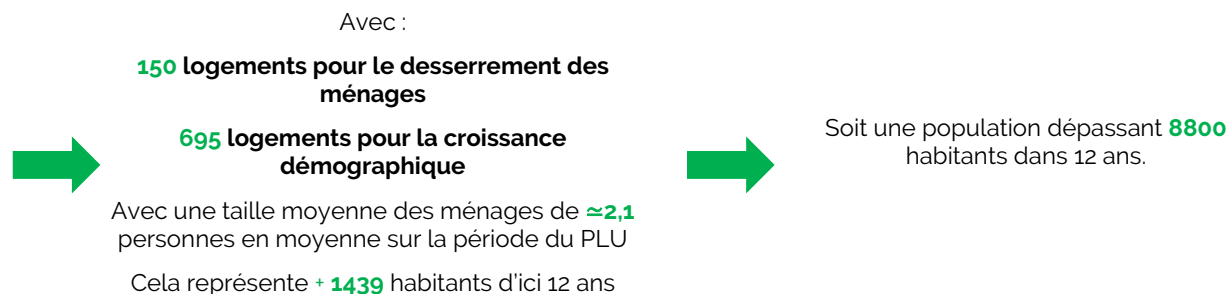 Avec :
150 logements pour le desserrement des
ménages
695 logements pour la croissance
démographique
Avec une taille moyenne des ménages de ≃2,1
personnes en moyenne sur la période du PLU
Cela représente + 1439 habitants d'ici 12 ans
Soit une population dépassant 8800
habitants dans 12 ans.